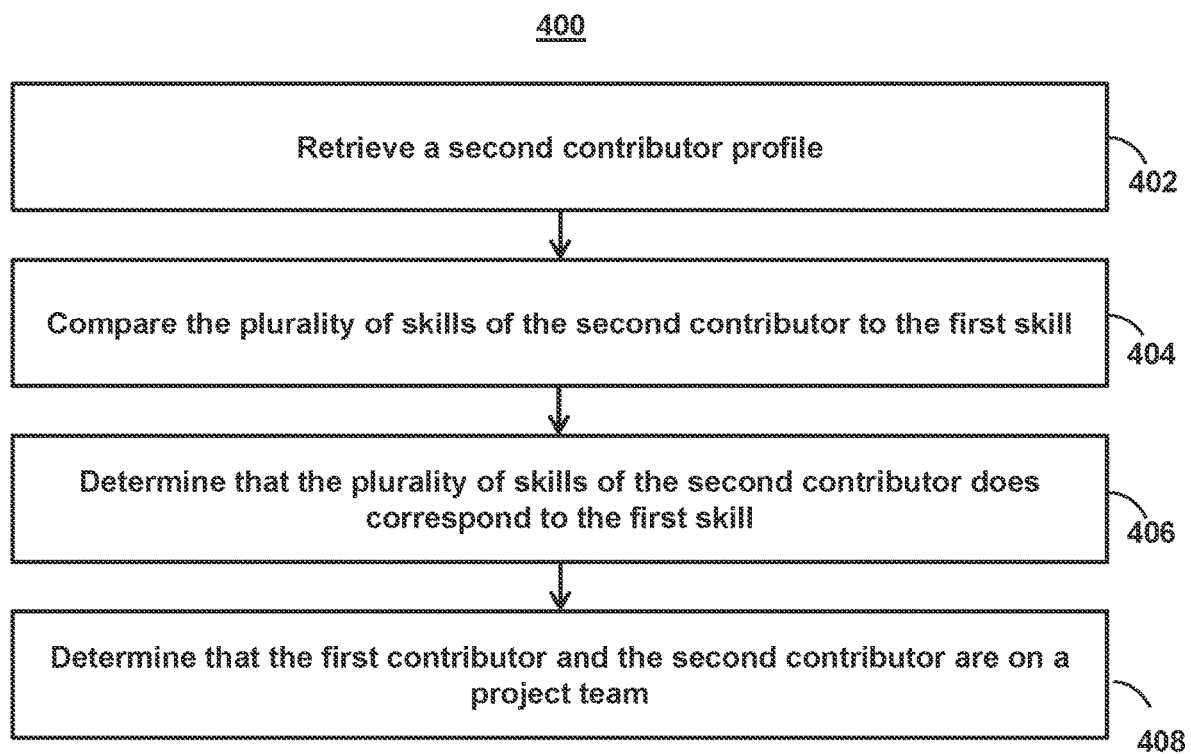 400
Retrieve a second contributor profile
402
Compare the plurality of skills of the second contributor to the first skill
404
Determine that the plurality of skills of the second contributor does
correspond to the first skill
406
Determine that the first contributor and the second contributor are on a
project team
408